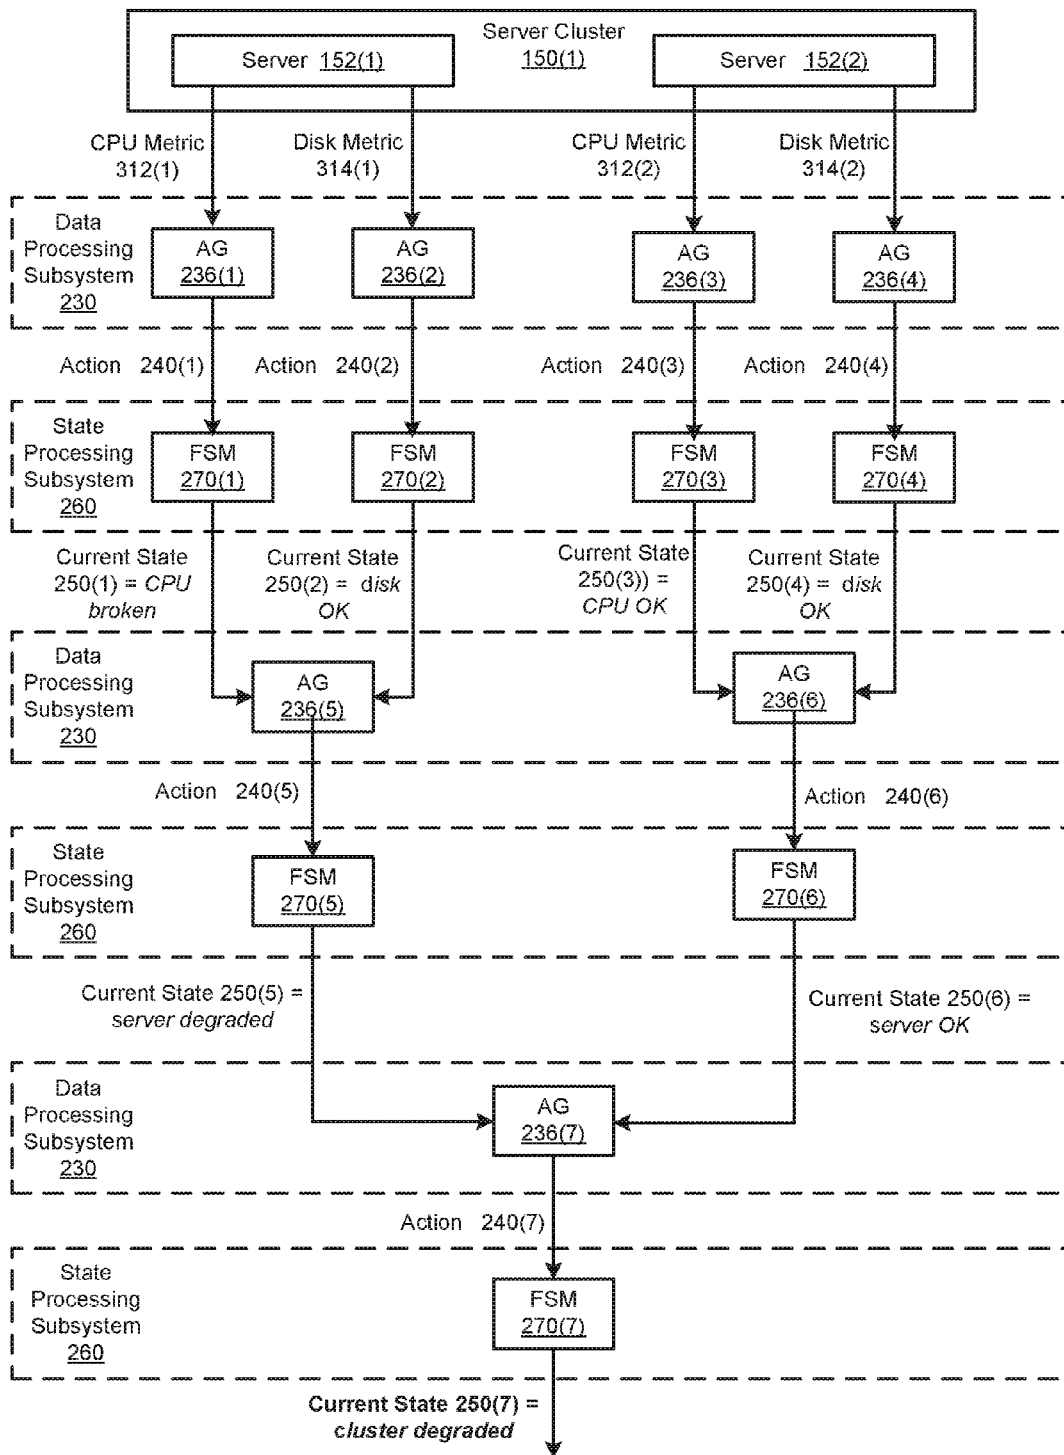 Server Cluster
150(1)
Server 152(1)
Server 152(2)
CPU Metric
312(1)
Disk Metric
314(1)
CPU Metric
312(2)
Disk Metric
314(2)
Data
Processing
Subsystem
230
AG
236(1)
AG
236(2)
AG
236(3)
AG
236(4)
Action 240(1)
Action 240(2)
Action 240(3)
Action 240(4)
State
Processing
Subsystem
260
FSM
270(1)
FSM
270(2)
FSM
270(3)
FSM
270(4)
Current State
250(1) = CPU
broken
Current State
250(2) = disk
OK
Current State
250(3)) =
CPU OK
Current State
250(4) = disk
OK
Data
Processing
Subsystem
230
AG
236(5)
AG
236(6)
Action 240(5)
Action 240(6)
State
Processing
Subsystem
260
FSM
270(5)
FSM
270(6)
Current State 250(5) =
server degraded
Current State 250(6) =
server OK
Data
Processing
Subsystem
230
AG
236(7)
Action 240(7)
State
Processing
Subsystem
260
FSM
270(7)
Current State 250(7) =
cluster degraded